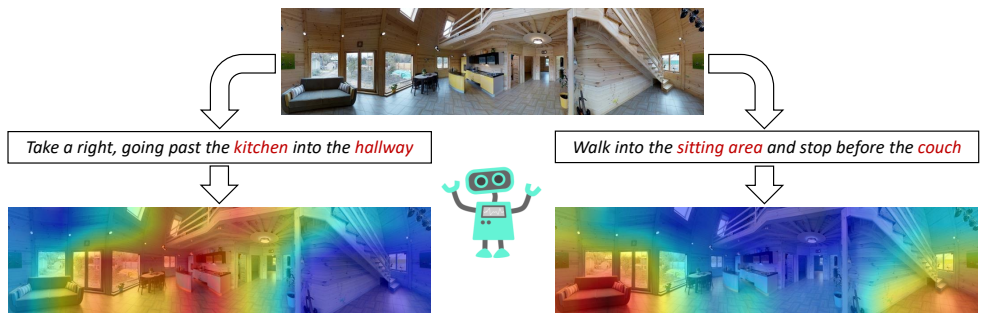 Take a right, going past the kitchen into the hallway
Walk into the sitting area and stop before the couch